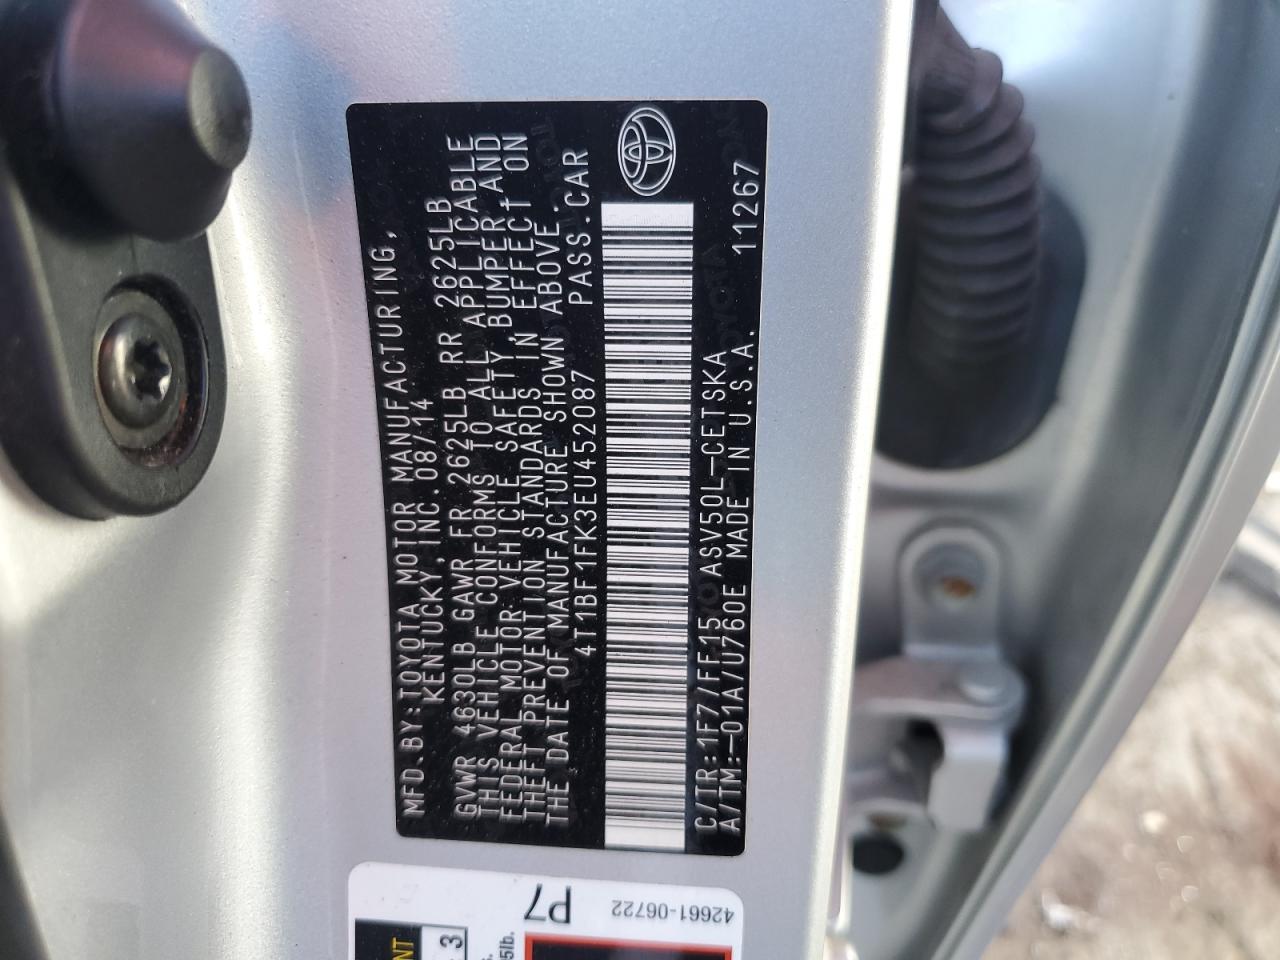 MFD.BY:TOYOTA MOTOR MANUFACTURING,
KENTUCKY,INC.08/14
GVWR 4630LB GAWR FR 2625LB RR 2625LB
THIS VEHICLE CONFORMS TO ALL APPLICABLE
FEDERAL MOTOR VEHICLE SAFETY,BUMPER,AND
THEFT PREVENTION STANDARDS IN EFFECT ON
THE DATE OF MANUFACTURE SHOWN ABOVE.
4T1BF1FK3EU452087 PASS.CAR
C/TR:1F7/FF15 ASV50L-CETSKA
A/TM:-01A/U760E MADE IN U.S.A. 11267
P7
42661-06722
3
5lb.
NT